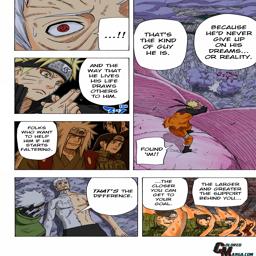 ...!!
BECAUSE
HE'D NEVER
GIVE UP
ON HIS
DREAMS...
OR REALITY.
THAT'S
THE KIND
OF GUY
HE IS.
AND THE
WAY THAT
HE LIVES
HIS LIFE
DRAWS
OTHERS
TO HIM.
FOUND
'IM!!
FOLKS
WHO WANT
TO HELP
HIM IF HE
STARTS
FALTERING.
THAT'S THE
DIFFERENCE.
THE LARGER
AND GREATER
THE SUPPORT
BEHIND YOU...
...THE
CLOSER
YOU CAN
GET TO
YOUR
GOAL.
COLORED
MANGA.COM